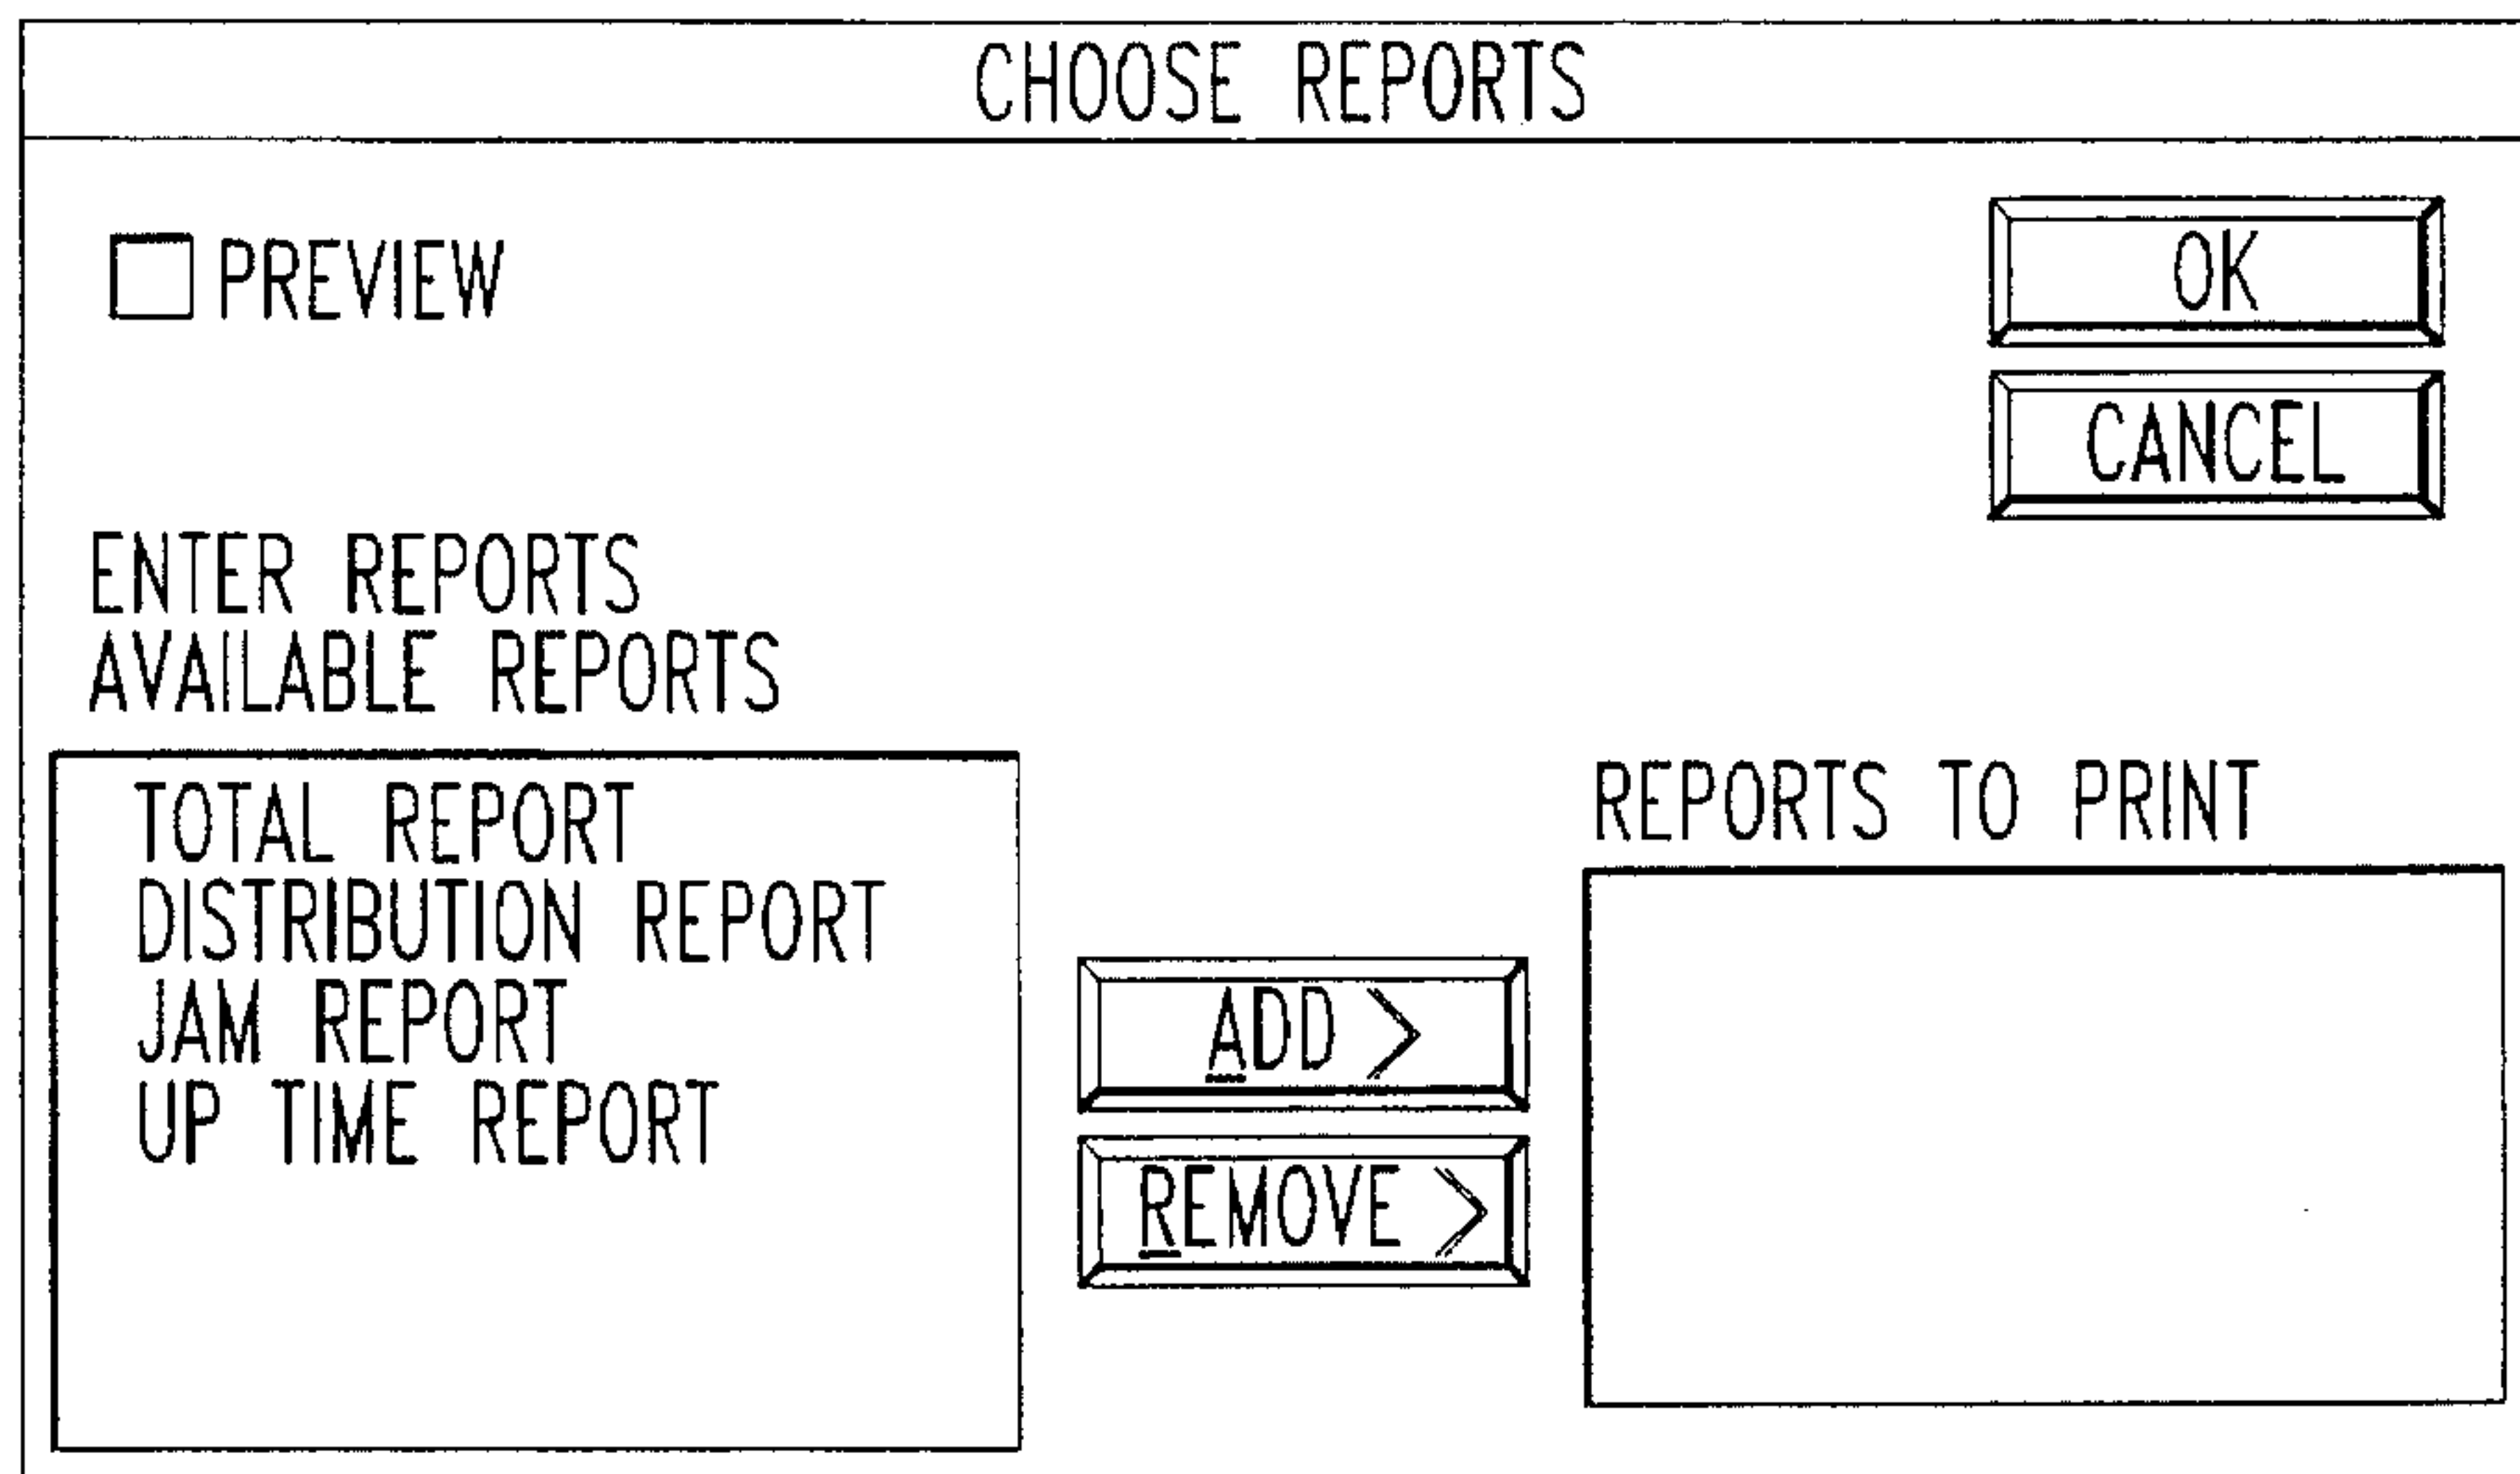 CHOOSE REPORTS
PREVIEW
OK
CANCEL
ENTER REPORTS
AVAILABLE REPORTS
TOTAL REPORT
DISTRIBUTION REPORT
JAM REPORT
UP TIME REPORT
ADD >
REMOVE >
REPORTS TO PRINT